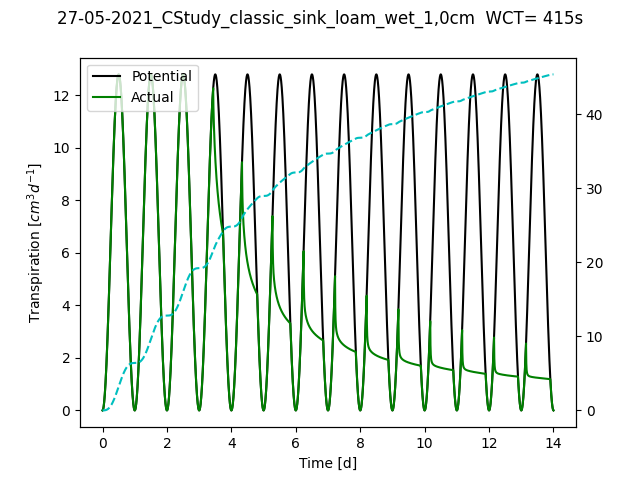 27-05-2021_CStudy_classic_sink_loam_wet_1,0cm  WCT= 415s
Potential
Actual
Transpiration [cm³d⁻¹]
12
10
8
6
4
2
0
40
30
20
10
0
0 2 4 6 8 10 12 14
Time [d]